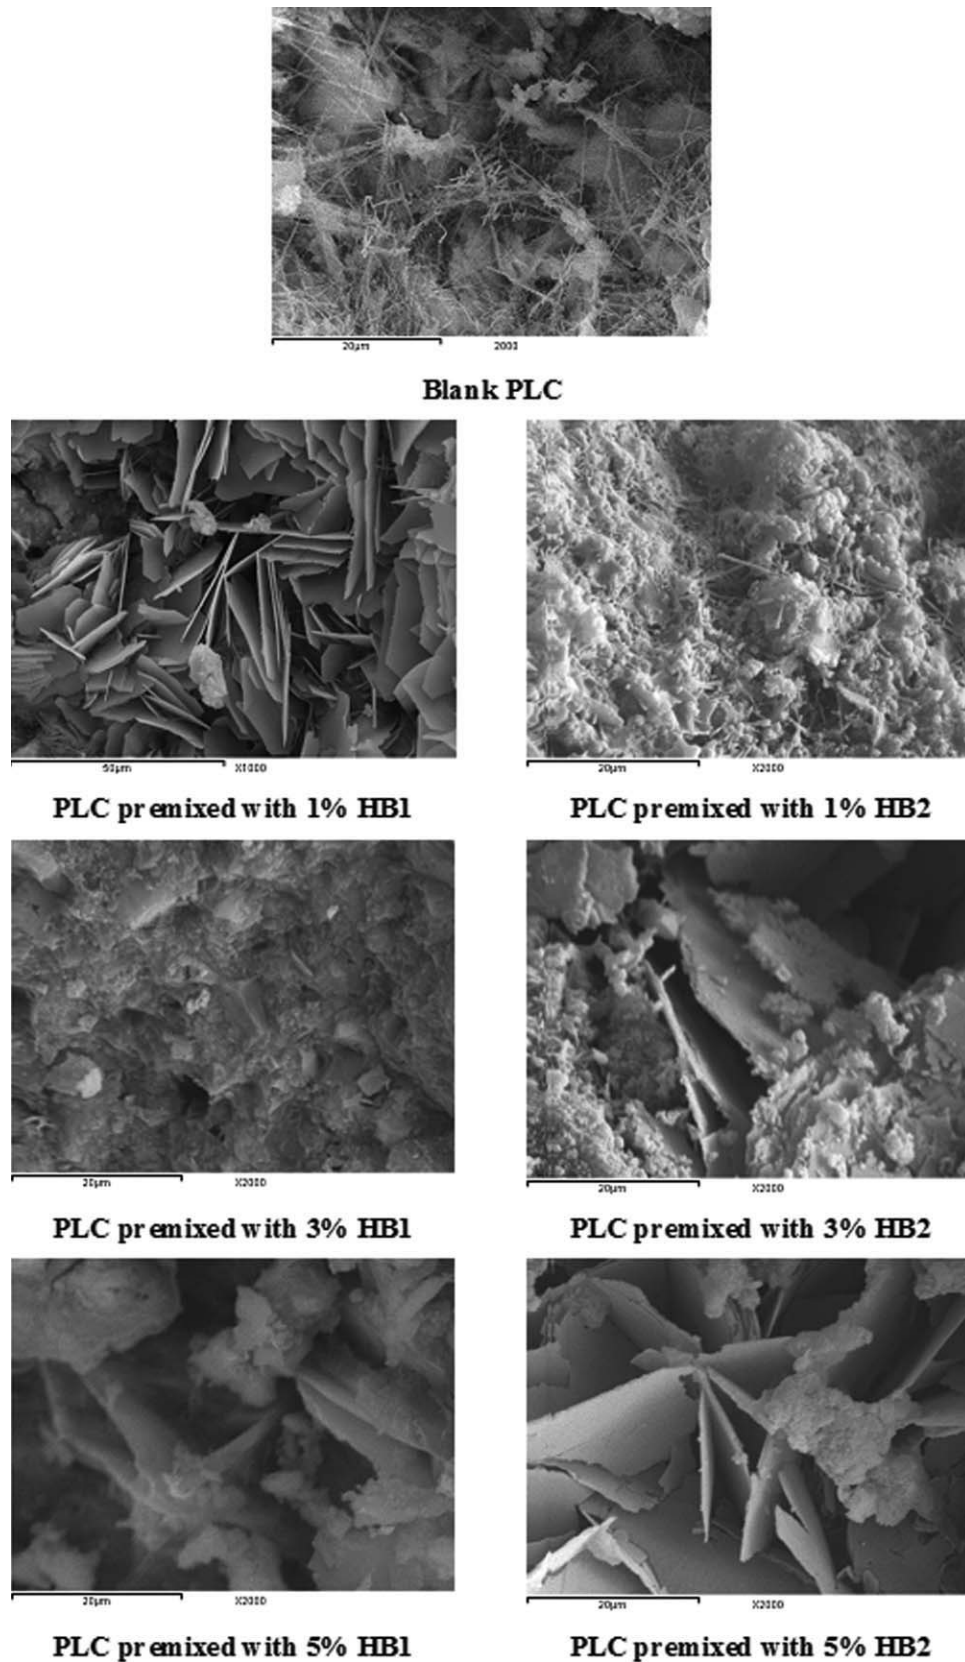 20µm 2000
Blank PLC
50µm X1000
20µm X2000
PLC premixed with 1% HB1
PLC premixed with 1% HB2
20µm X2000
20µm X2000
PLC premixed with 3% HB1
PLC premixed with 3% HB2
20µm X2000
20µm X2000
PLC premixed with 5% HB1
PLC premixed with 5% HB2